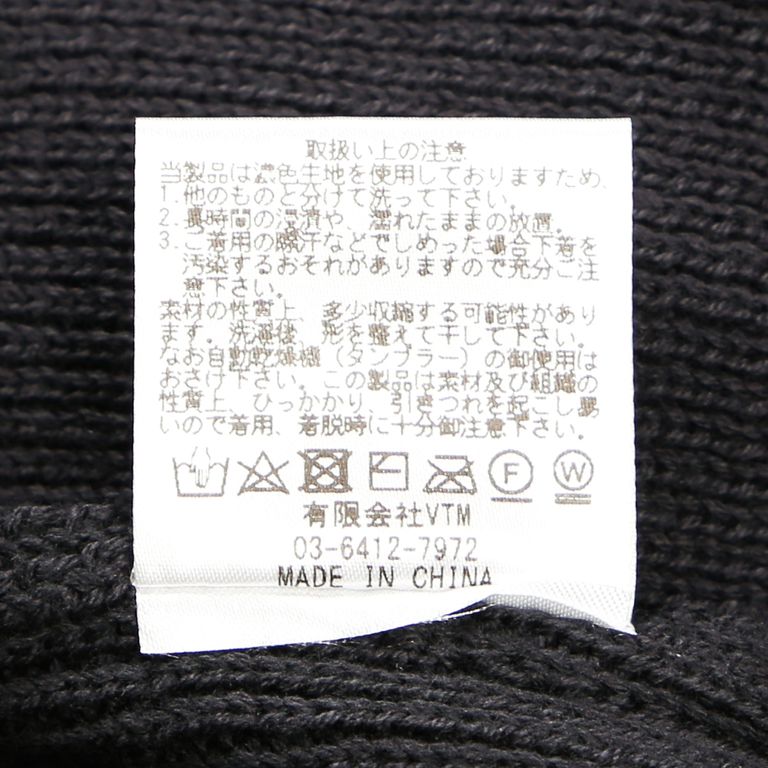 取扱い上の注意
当製品は濃色生地を使用しておりますため、
1. 他のものと分けて洗って下さい。
2. 長時間の浸漬や、濡れたままの放置。
3. ご着用の際汗などでしめった場合下着を
汚染するおそれがありますので充分ご注
意下さい。
素材の性質上、多少収縮する可能性があり
ます。洗濯後、形を整えて干して下さい。
なお自動乾燥機（タンブラー）の御使用は
おさけ下さい。この製品は素材及び組織の
性質上、ひっかかり、引きつれを起こし易
いので着用、着脱時に十分御注意下さい。
F W
有限会社VTM
03-6412-7972
MADE IN CHINA